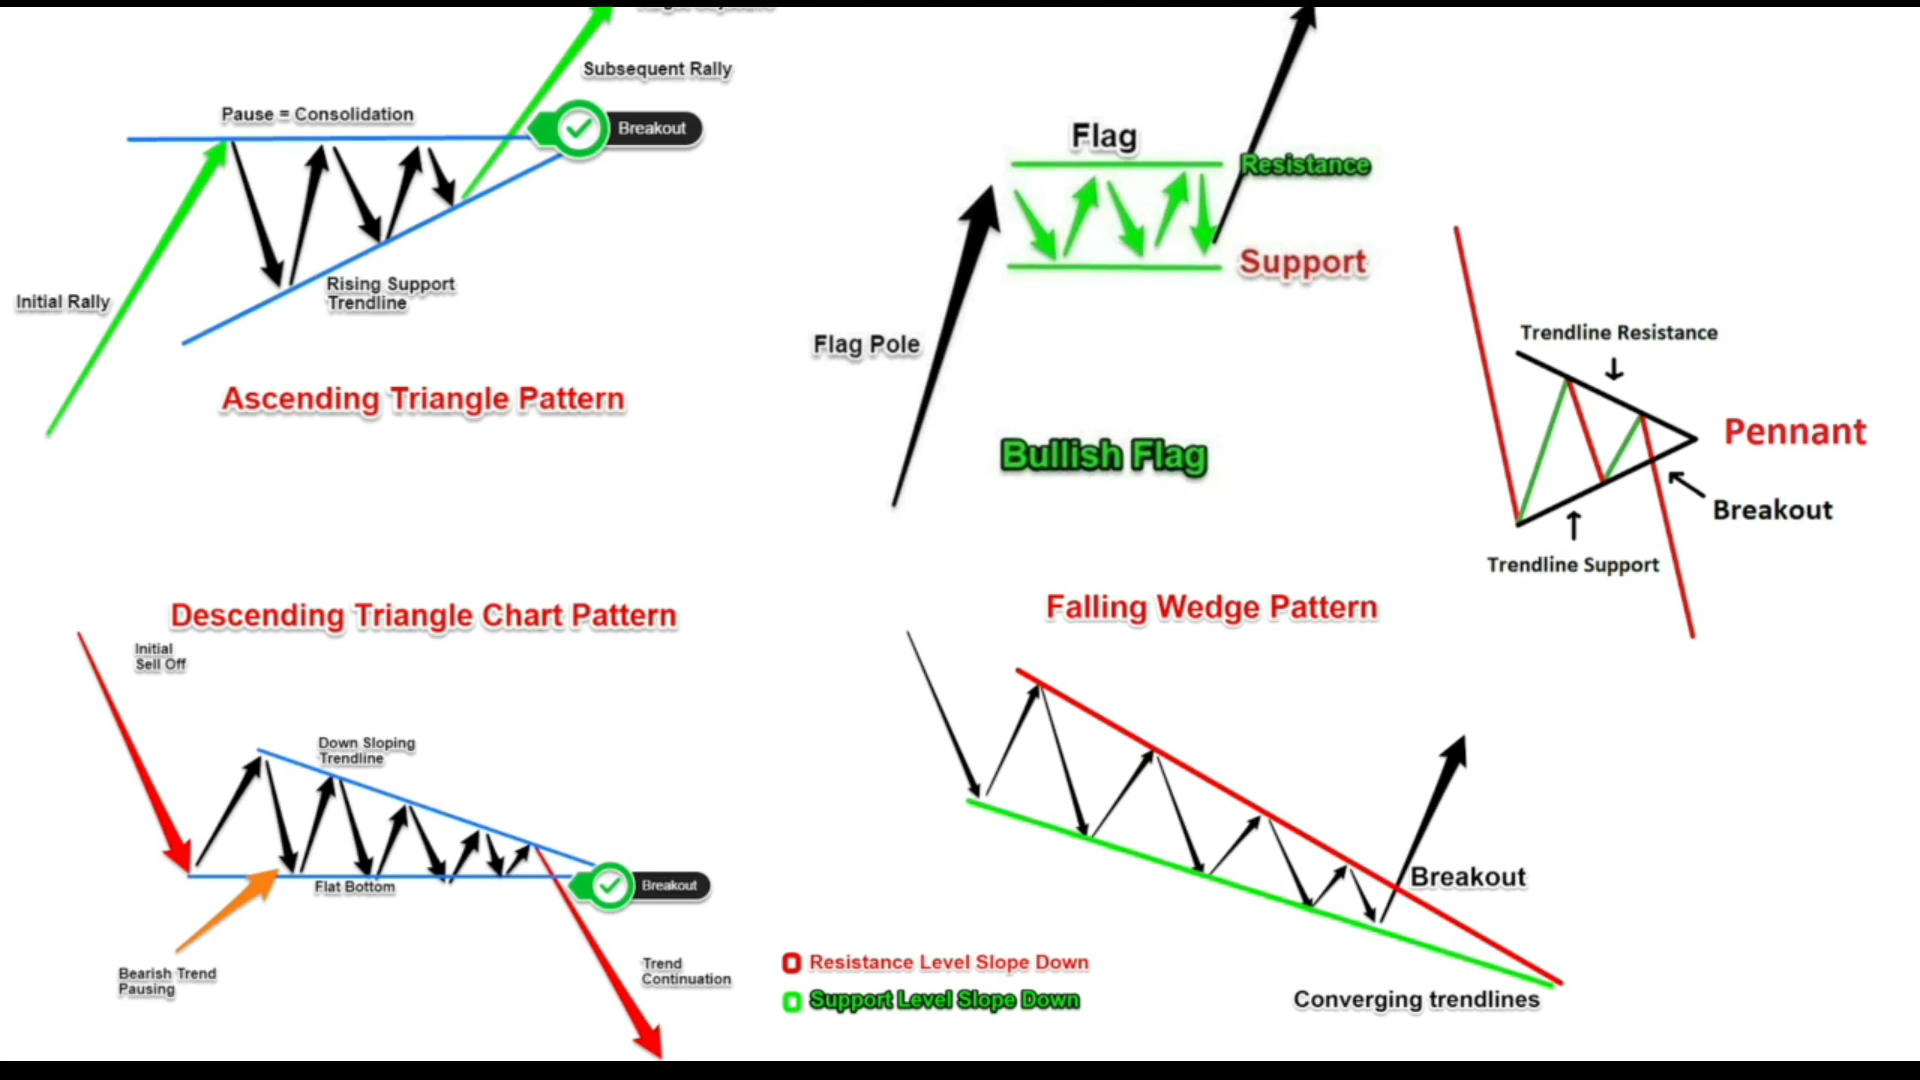 Subsequent Rally
Pause = Consolidation
Breakout
Initial Rally
Rising Support
Trendline
Ascending Triangle Pattern
Flag
Resistance
Support
Flag Pole
Bullish Flag
Trendline Resistance
Pennant
Breakout
Trendline Support
Descending Triangle Chart Pattern
Initial
Sell Off
Down Sloping
Trendline
Flat Bottom
Breakout
Bearish Trend
Pausing
Trend
Continuation
Falling Wedge Pattern
Breakout
Resistance Level Slope Down
Support Level Slope Down
Converging trendlines